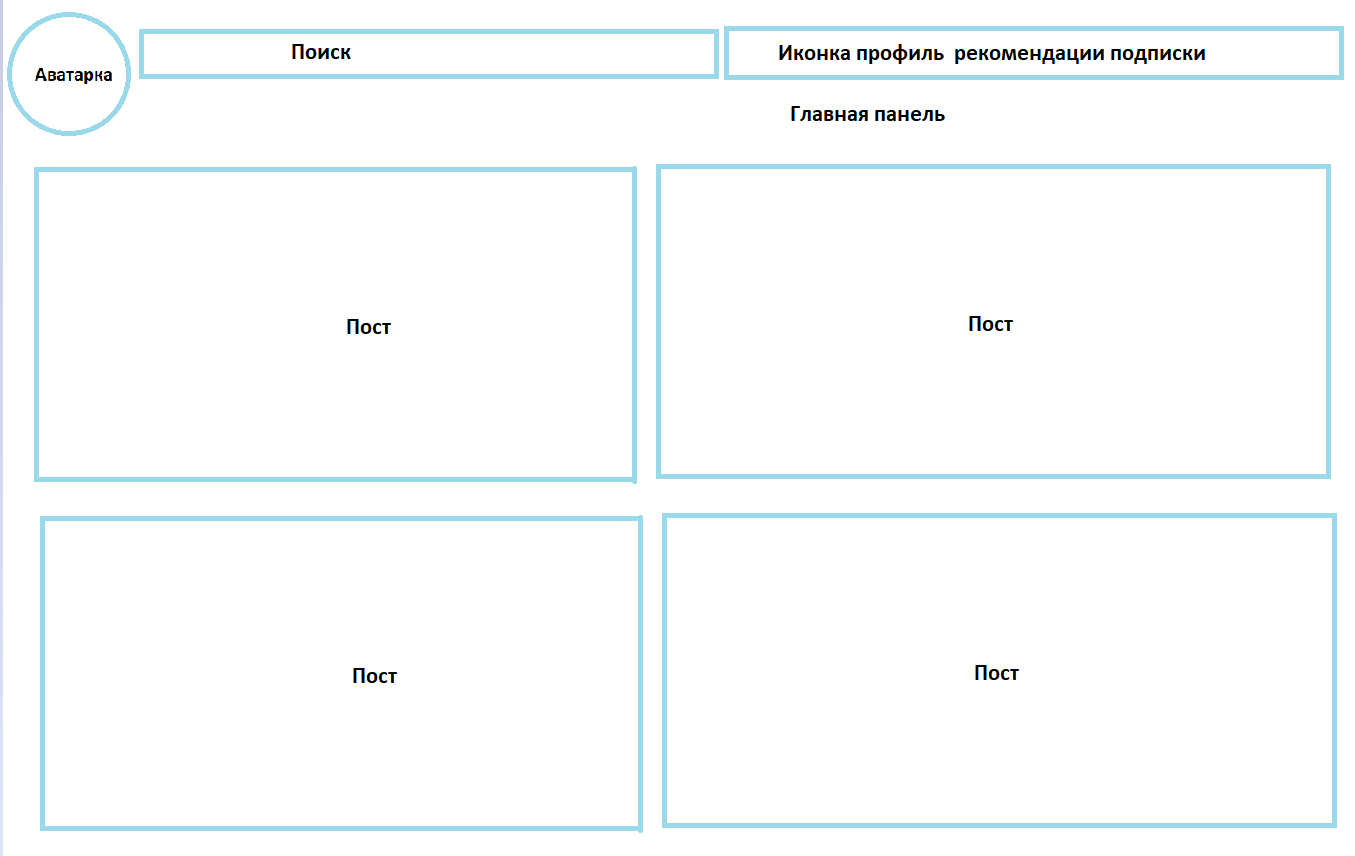 Аватарка
Поиск
Иконка профиль  рекомендации подписки
Главная панель
Пост
Пост
Пост
Пост